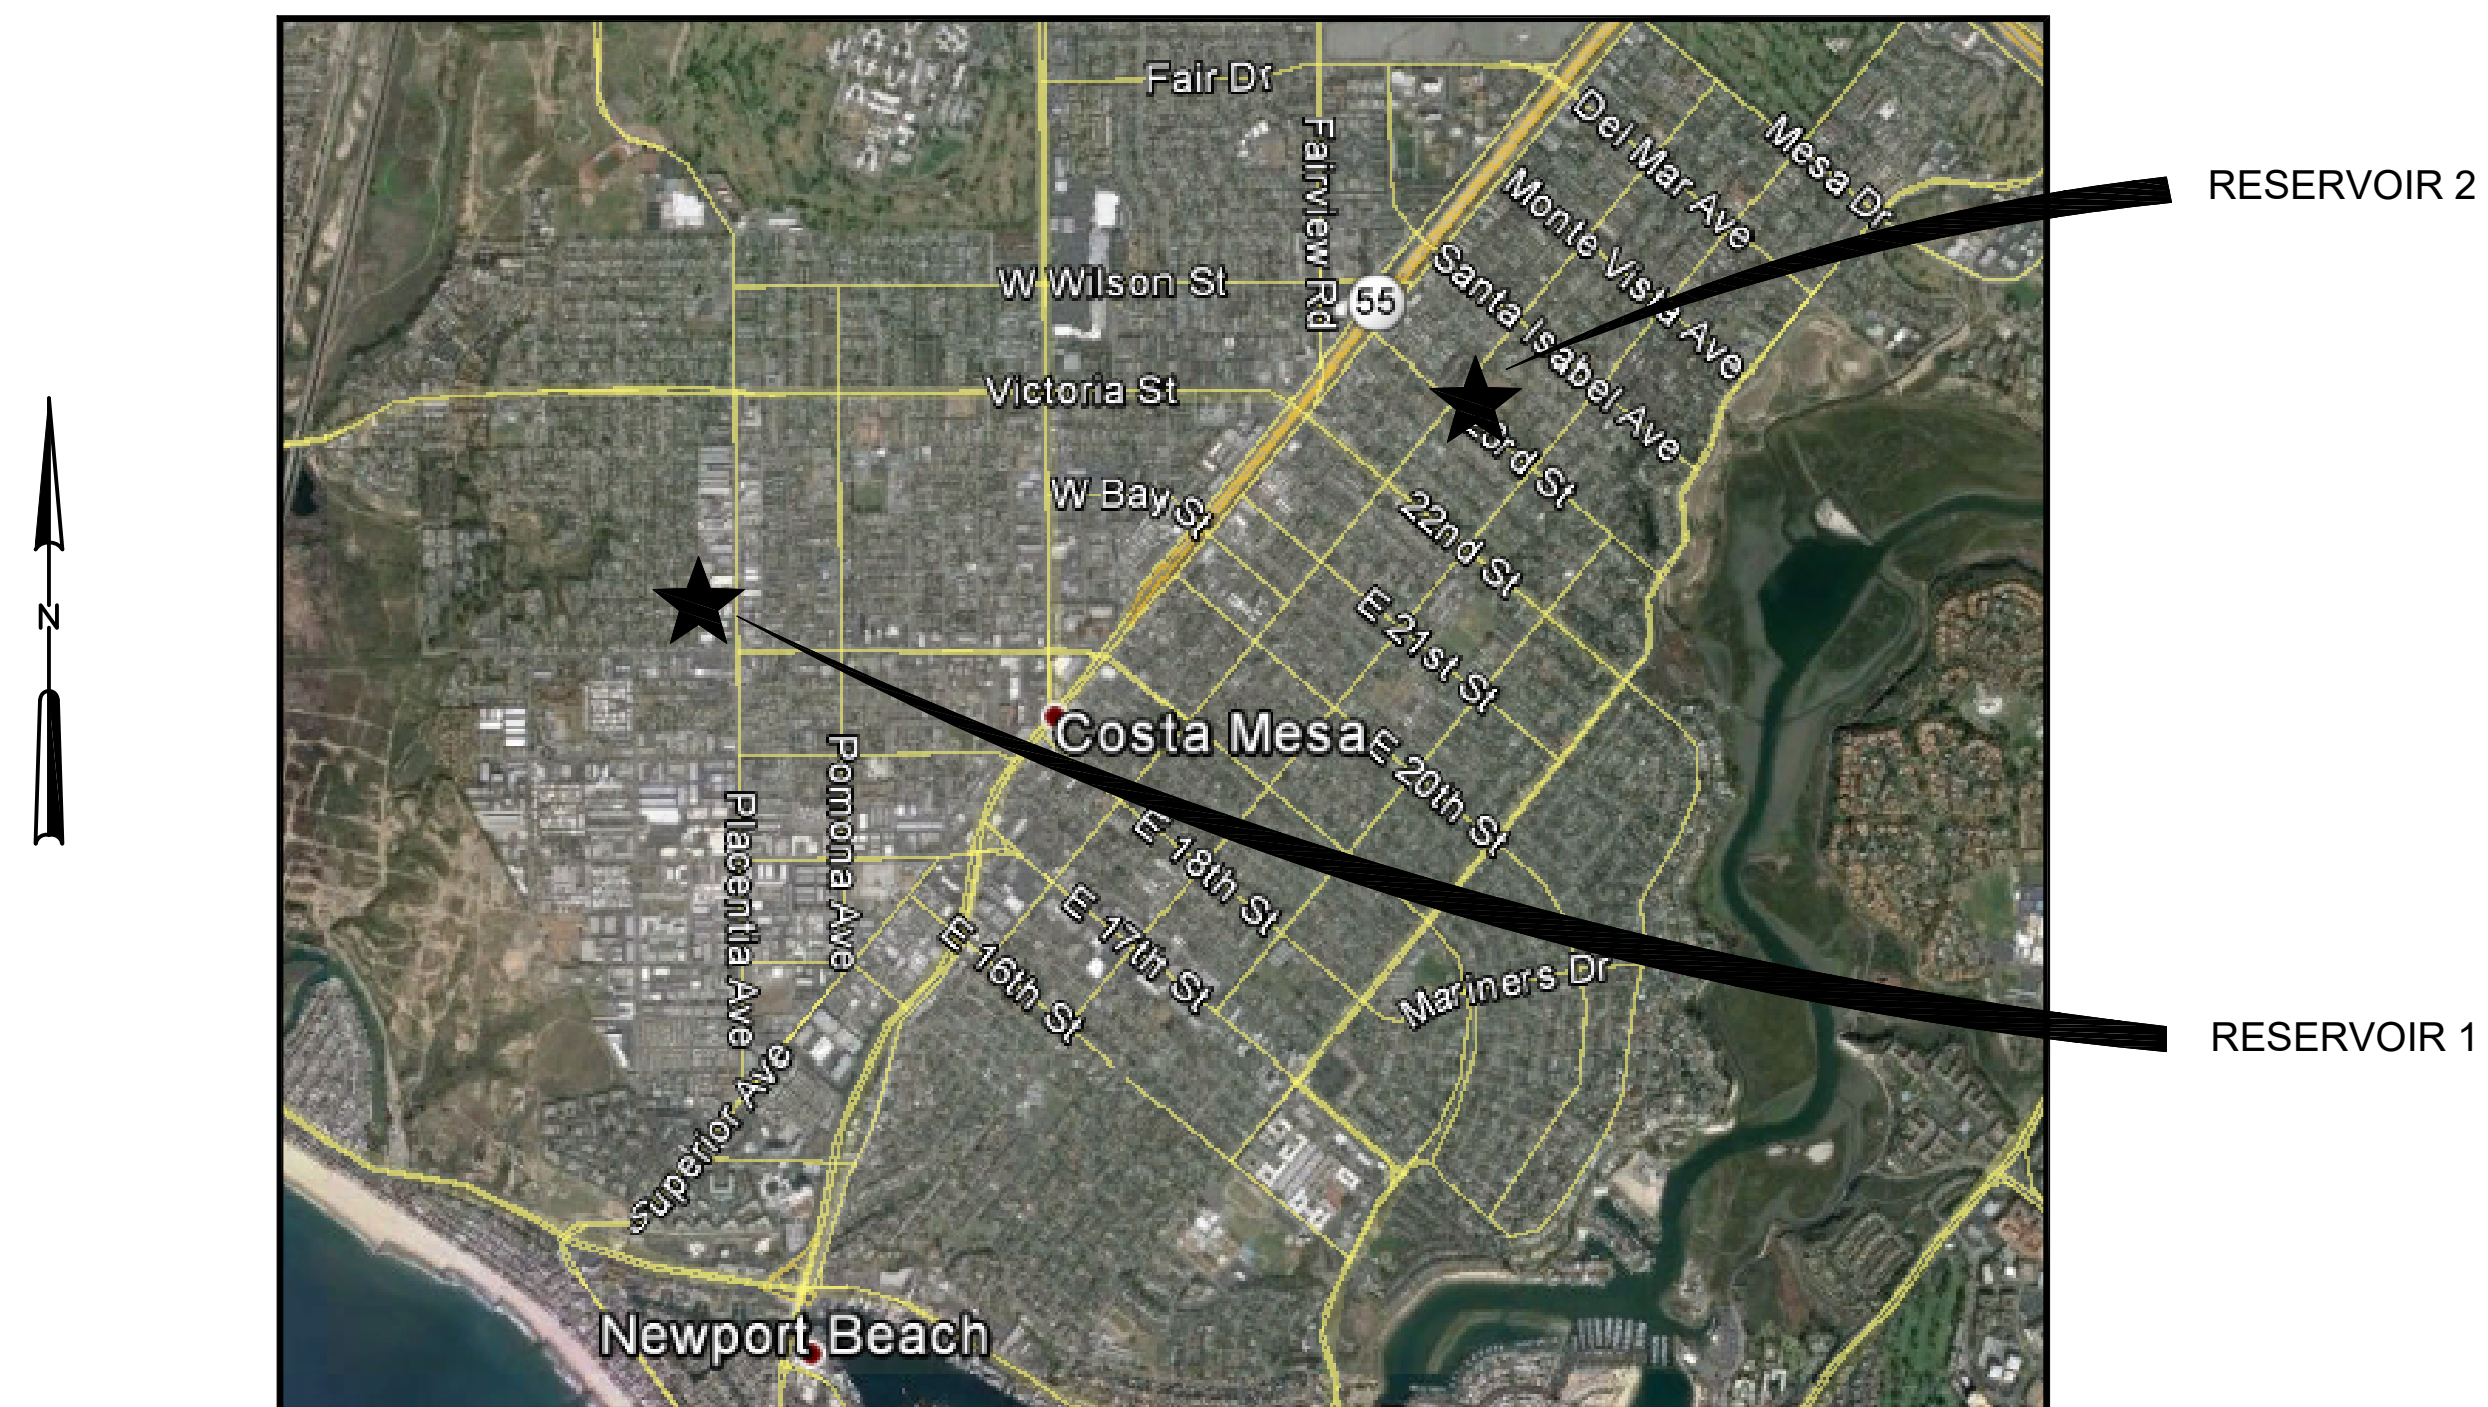 Fair Dr
Fairview Rd
Del Mar Ave
Mesa Dr
Monte Vista Ave
RESERVOIR 2
W Wilson St
55
Santa Isabel Ave
Victoria St
W Bay St
22nd St
N
E 21st St
Costa Mesa
E 20th St
Pomona Ave
Placentia Ave
E 18th St
E 17th St
E 16th St
Mariners Dr
RESERVOIR 1
Superior Ave
Newport Beach